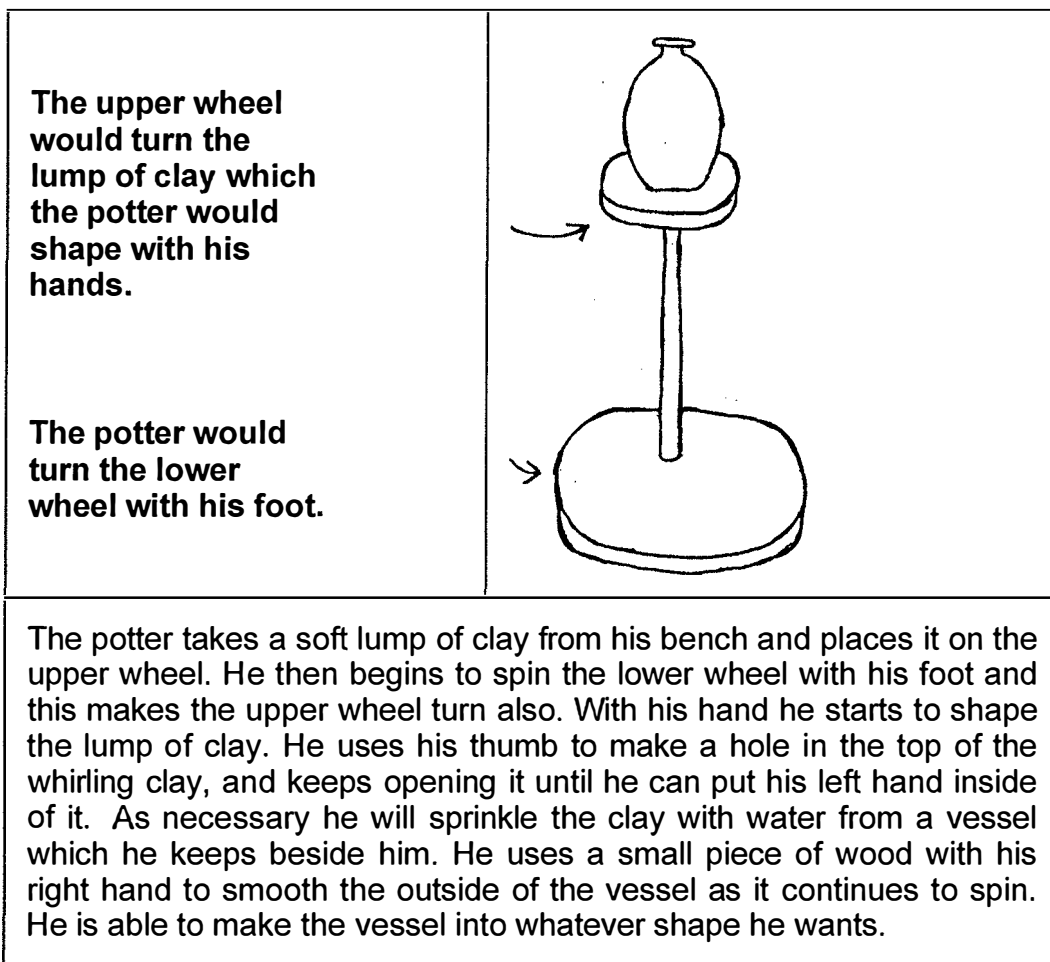 The upper wheel
would turn the
lump of clay which
the potter would
shape with his
hands.
The potter would
turn the lower
wheel with his foot.
The potter takes a soft lump of clay from his bench and places it on the
upper wheel. He then begins to spin the lower wheel with his foot and
this makes the upper wheel turn also. With his hand he starts to shape
the lump of clay. He uses his thumb to make a hole in the top of the
whirling clay, and keeps opening it until he can put his left hand inside
of it. As necessary he will sprinkle the clay with water from a vessel
which he keeps beside him. He uses a small piece of wood with his
right hand to smooth the outside of the vessel as it continues to spin.
He is able to make the vessel into whatever shape he wants.